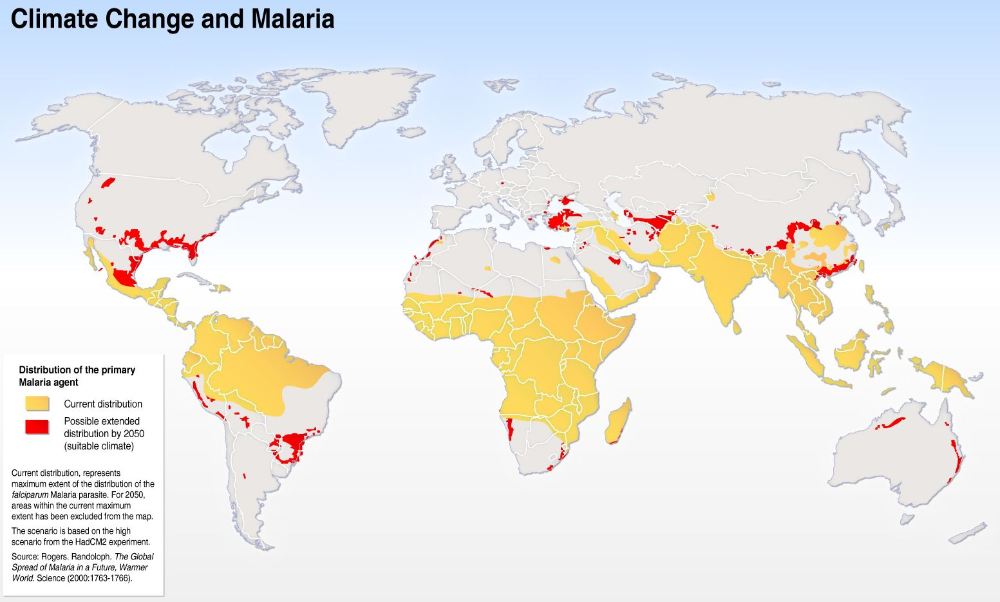 Climate Change and Malaria
Distribution of the primary
Malaria agent
Current distribution
Possible extended
distribution by 2050
(suitable climate)
Current distribution, represents
maximum extent of the distribution of the
falciparum Malaria parasite. For 2050,
areas within the current maximum
extent has been excluded from the map.
The scenario is based on the high
scenario from the HadCM2 experiment.
Source: Rogers. Randoloph. The Global
Spread of Malaria in a Future, Warmer
World. Science (2000:1763-1766).